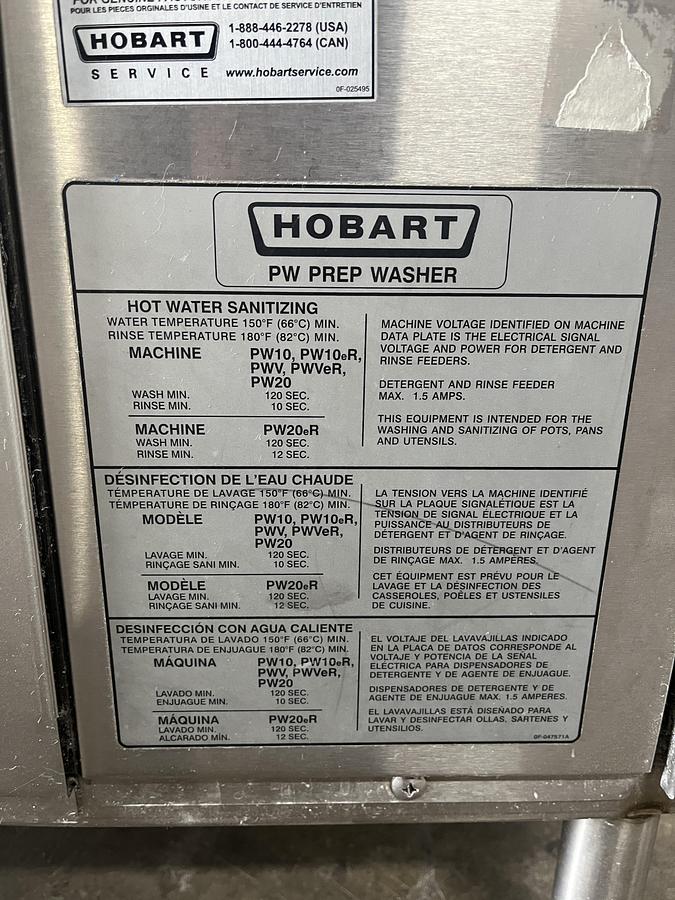 POUR LES PIECES ORGINALES D'USINE ET LE CONTACT DE SERVICE D'ENTRETIEN
HOBART
SERVICE
1-888-446-2278 (USA)
1-800-444-4764 (CAN)
www.hobartservice.com
0F-025495
HOBART
PW PREP WASHER
HOT WATER SANITIZING
WATER TEMPERATURE 150°F (66°C) MIN.
RINSE TEMPERATURE 180°F (82°C) MIN.
MACHINE PW10, PW10eR,
PWV, PWVeR,
PW20
WASH MIN. 120 SEC.
RINSE MIN. 10 SEC.
MACHINE PW20eR
WASH MIN. 120 SEC.
RINSE MIN. 12 SEC.
MACHINE VOLTAGE IDENTIFIED ON MACHINE
DATA PLATE IS THE ELECTRICAL SIGNAL
VOLTAGE AND POWER FOR DETERGENT AND
RINSE FEEDERS.
DETERGENT AND RINSE FEEDER
MAX. 1.5 AMPS.
THIS EQUIPMENT IS INTENDED FOR THE
WASHING AND SANITIZING OF POTS, PANS
AND UTENSILS.
DÉSINFECTION DE L'EAU CHAUDE
TÉMPERATURE DE LAVAGE 150°F (66°C) MIN.
TÉMPERATURE DE RINÇAGE 180°F (82°C) MIN.
MODÈLE PW10, PW10eR,
PWV, PWVeR,
PW20
LAVAGE MIN. 120 SEC.
RINÇAGE SANI MIN. 10 SEC.
MODÈLE PW20eR
LAVAGE MIN. 120 SEC.
RINÇAGE SANI MIN. 12 SEC.
LA TENSION VERS LA MACHINE IDENTIFIÉ
SUR LA PLAQUE SIGNALÉTIQUE EST LA
TENSION DE SIGNAL ÉLECTRIQUE ET LA
PUISSANCE AU DISTRIBUTEURS DE
DÉTERGENT ET D'AGENT DE RINÇAGE.
DISTRIBUTEURS DE DÉTERGENT ET D'AGENT
DE RINÇAGE MAX. 1.5 AMPÈRES.
CET ÉQUIPMENT EST PRÉVU POUR LE
LAVAGE ET LA DÉSINFECTION DES
CASSEROLES, POÊLES ET USTENSILES
DE CUISINE.
DESINFECCIÓN CON AGUA CALIENTE
TEMPERATURA DE LAVADO 150°F (66°C) MIN.
TEMPERATURA DE ENJUAGUE 180°F (82°C) MIN.
MÁQUINA PW10, PW10eR,
PWV, PWVeR,
PW20
LAVADO MIN. 120 SEC.
ENJUAGUE MIN. 10 SEC.
MÁQUINA PW20eR
LAVADO MIN. 120 SEC.
ALCARADO MÍN. 12 SEC.
EL VOLTAJE DEL LAVAVAJILLAS INDICADO
EN LA PLACA DE DATOS CORRESPONDE AL
VOLTAJE Y POTENCIA DE LA SEÑAL
ELÉCTRICA PARA DISPENSADORES DE
DETERGENTE Y DE AGENTE DE ENJUAGUE.
DISPENSADORES DE DETERGENTE Y DE
AGENTE DE ENJUAGUE MAX. 1.5 AMPERES.
EL LAVAVAJILLAS ESTÁ DISEÑADO PARA
LAVAR Y DESINFECTAR OLLAS, SARTENES Y
UTENSILIOS.
0F-047571A